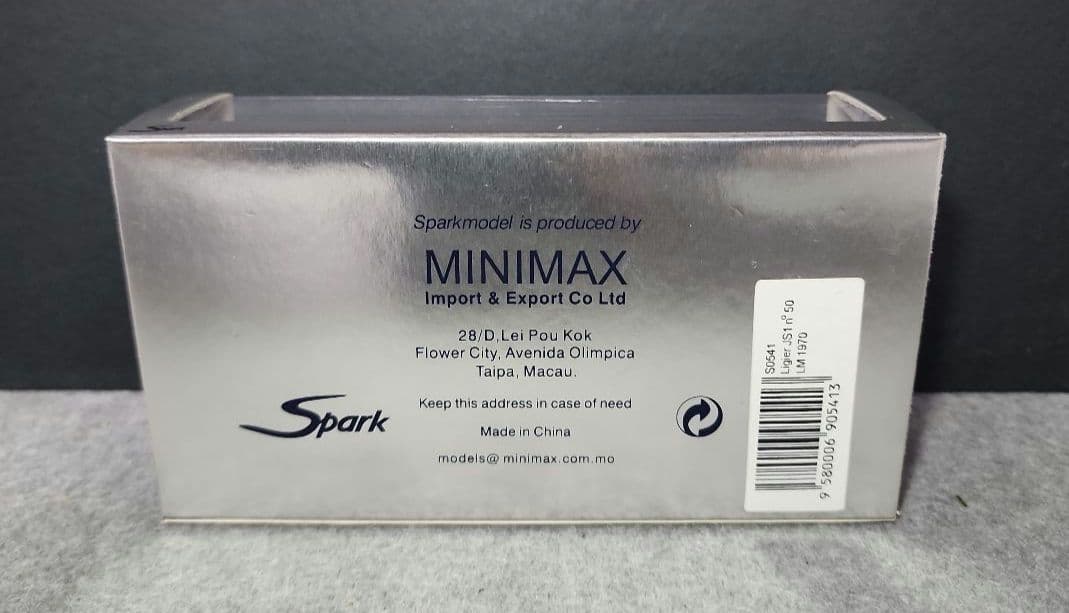 Sparkmodel is produced by
MINIMAX
Import & Export Co Ltd
28/D, Lei Pou Kok
Flower City, Avenida Olimpica
Taipa, Macau.
Keep this address in case of need
Made in China
models@ minimax.com.mo
Spark
S0541
Ligier JS1 n° 50
LM 1970
9 580006 905413